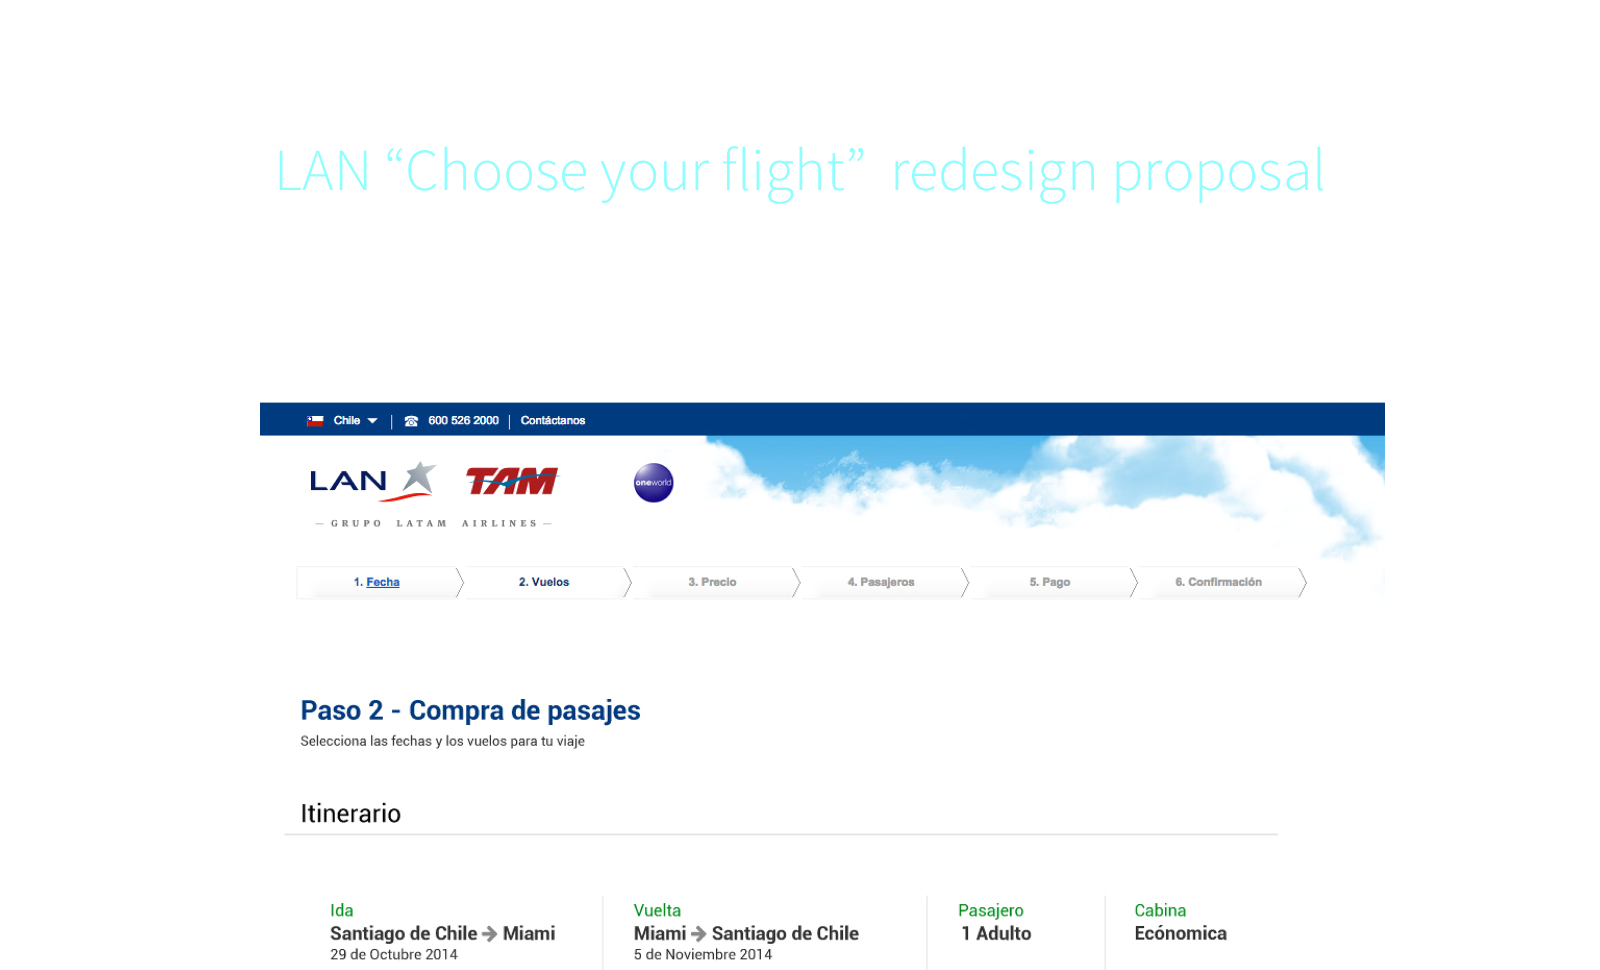 LAN “Choose your flight” redesign proposal
Chile | 600 526 2000 | Contáctanos
LAN TAM oneworld
— GRUPO LATAM AIRLINES —
1. Fecha 2. Vuelos 3. Precio 4. Pasajeros 5. Pago 6. Confirmación
Paso 2 - Compra de pasajes
Selecciona las fechas y los vuelos para tu viaje
Itinerario
Ida Vuelta Pasajero Cabina
Santiago de Chile → Miami Miami → Santiago de Chile 1 Adulto Ecónomica
29 de Octubre 2014 5 de Noviembre 2014